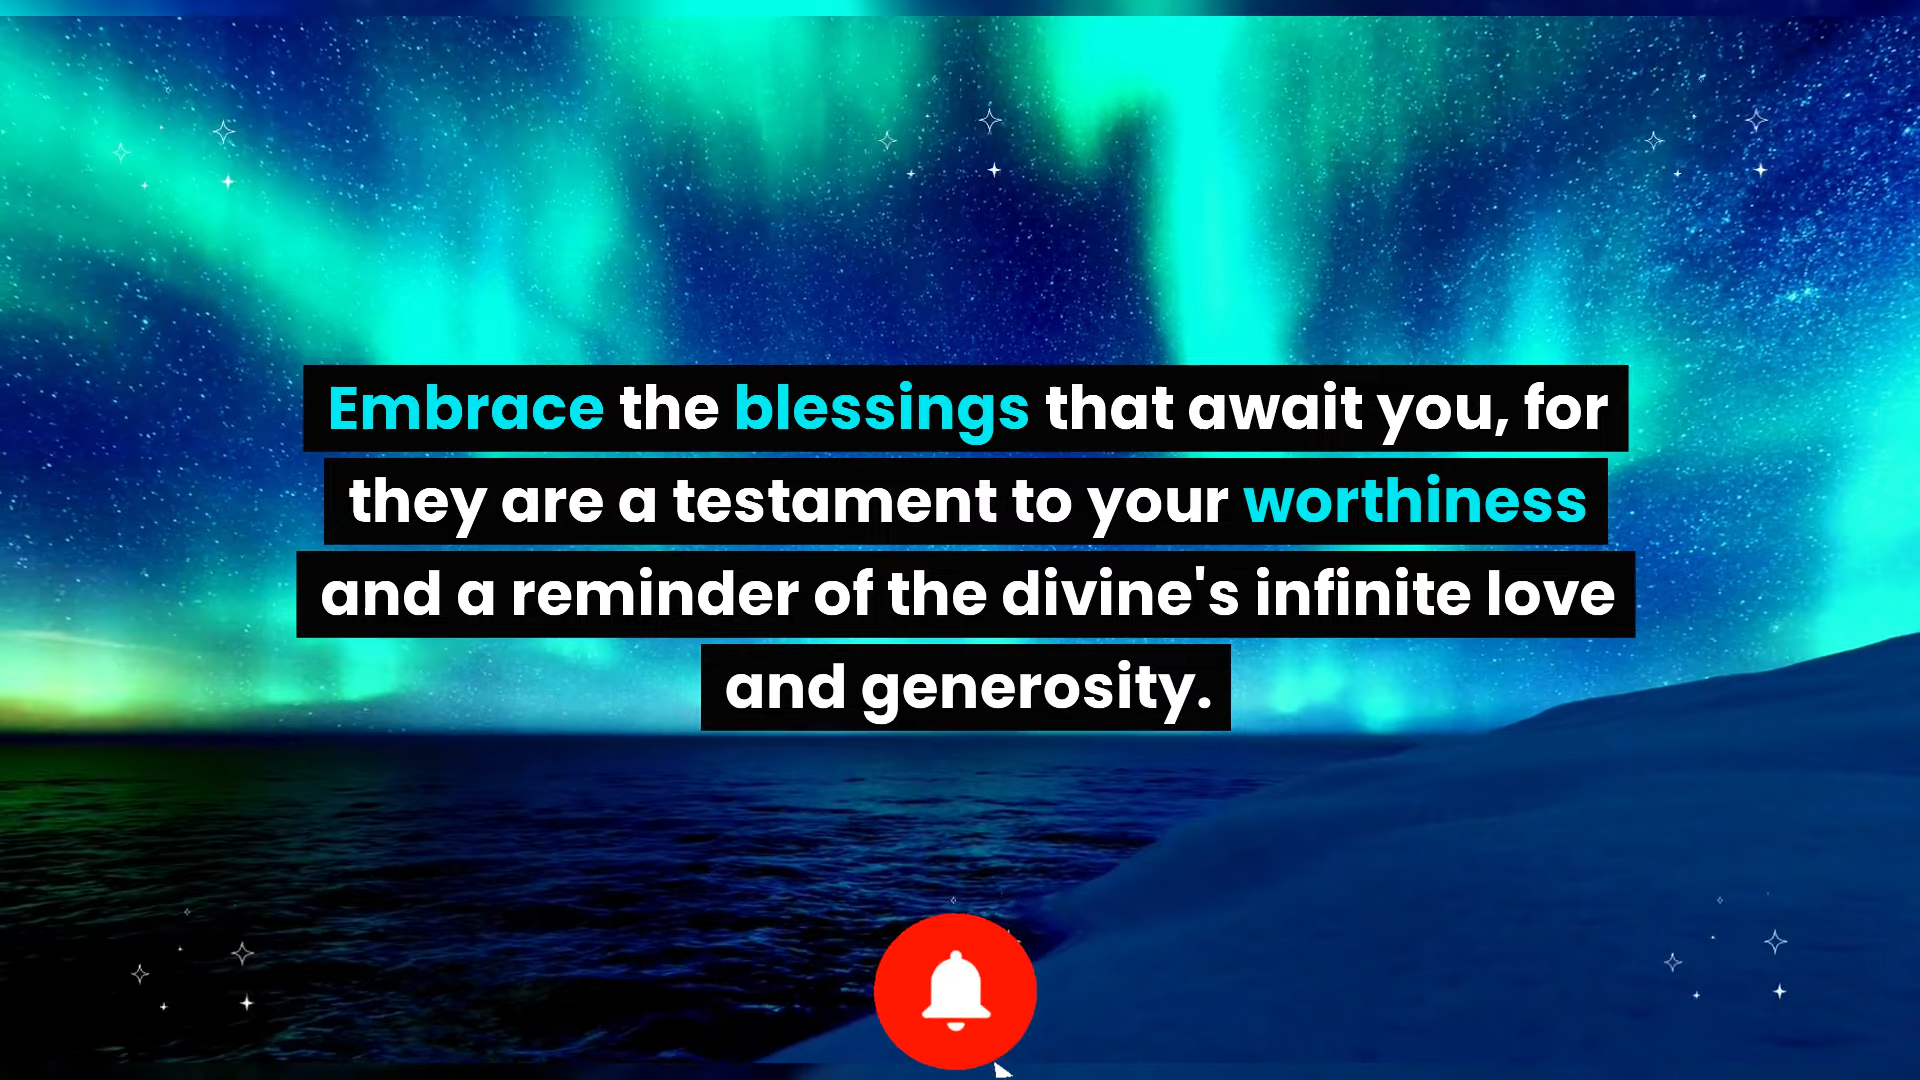 Embrace the blessings that await you, for
they are a testament to your worthiness
and a reminder of the divine's infinite love
and generosity.